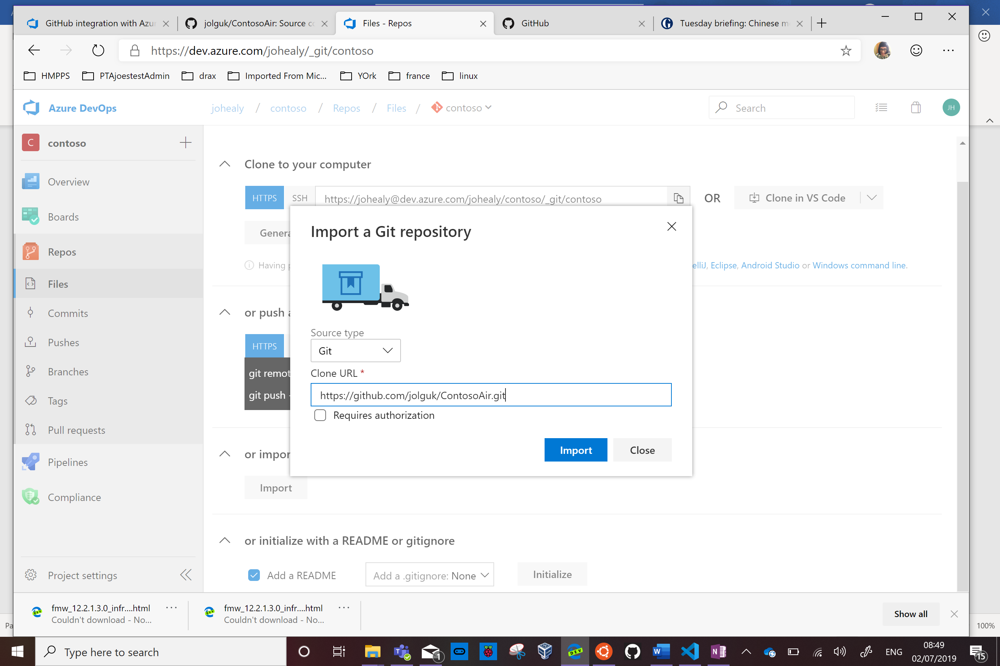 GitHub integration with Azur
jolguk/ContosoAir: Source co
Files - Repos
GitHub
Tuesday briefing: Chinese m
https://dev.azure.com/johealy/_git/contoso
HMPPS
PTAjoestestAdmin
drax
Imported From Mic...
YOrk
france
linux
Azure DevOps
johealy / contoso / Repos / Files / contoso
Search
JH
C
contoso
Overview
Boards
Repos
Files
Commits
Pushes
Branches
Tags
Pull requests
Pipelines
Compliance
Project settings
Clone to your computer
HTTPS
SSH
https://johealy@dev.azure.com/johealy/contoso/_git/contoso
OR
Clone in VS Code
Genera
Having p
elliJ, Eclipse, Android Studio or Windows command line.
or push a
HTTPS
git remot
git push -
or impor
Import
Import a Git repository
Source type
Git
Clone URL *
https://github.com/jolguk/ContosoAir.git
Requires authorization
Import
Close
or initialize with a README or gitignore
Add a README
Add a .gitignore: None
Initialize
fmw_12.2.1.3.0_infr....html
Couldn't download - No...
fmw_12.2.1.3.0_infr....html
Couldn't download - No...
Show all
Pa
100%
Type here to search
T
1
DEV
W
N
ENG
08:49
02/07/2019
15